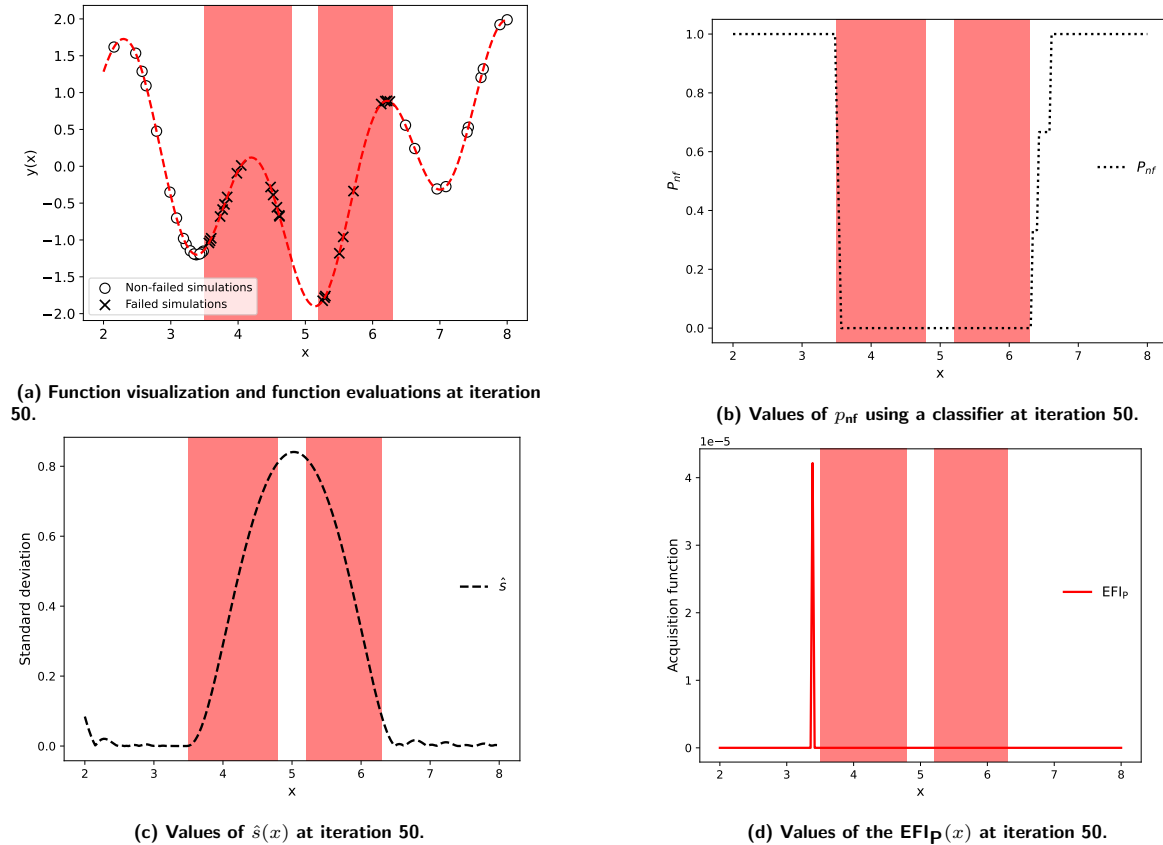 2.0
1.5
1.0
0.5
0.0
−0.5
−1.0
−1.5
−2.0
y(x)
Non-failed simulations
Failed simulations
2 3 4 5 6 7 8
x
(a) Function visualization and function evaluations at iteration
50.
1.0
0.8
0.6
0.4
0.2
0.0
Pnf
Pnf
2 3 4 5 6 7 8
x
(b) Values of pnf using a classifier at iteration 50.
0.8
0.6
0.4
0.2
0.0
Standard deviation
ŝ
2 3 4 5 6 7 8
x
(c) Values of ŝ(x) at iteration 50.
1e−5
4
3
2
1
0
Acquisition function
EFIP
2 3 4 5 6 7 8
x
(d) Values of the EFIP(x) at iteration 50.